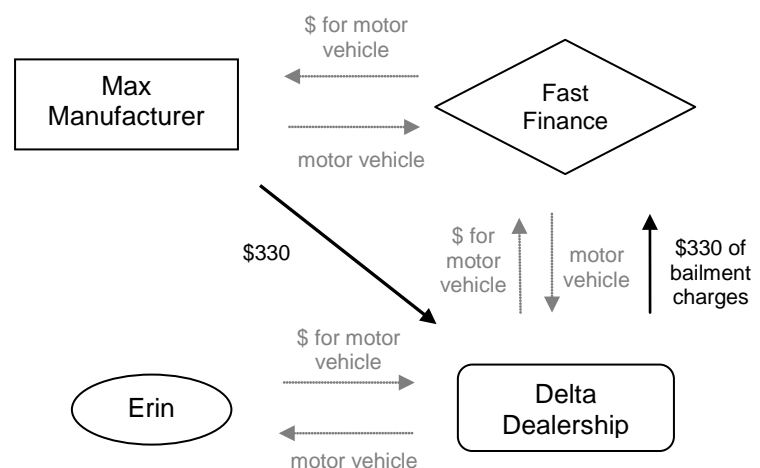 $ for motor
vehicle
Max
Manufacturer
Fast
Finance
motor vehicle
$330
$ for
motor
vehicle
motor
vehicle
$330 of
bailment
charges
$ for motor
vehicle
Erin
Delta
Dealership
motor vehicle